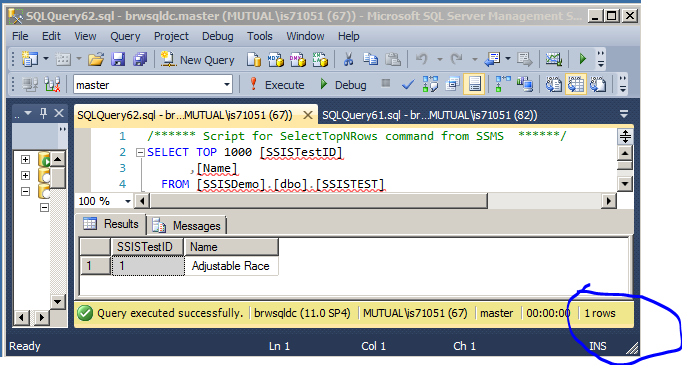 SQLQuery62.sql - brwsqldc.master (MUTUAL\is71051 (67)) - Microsoft SQL Server Management S...
File Edit View Query Project Debug Tools Window Help
New Query
master Execute Debug
SQLQuery62.sql - br...MUTUAL\is71051 (67)) SQLQuery61.sql - br...MUTUAL\is71051 (82))
1 /****** Script for SelectTopNRows command from SSMS ******/
2 SELECT TOP 1000 [SSISTestID]
3 ,[Name]
4 FROM [SSISDemo].[dbo].[SSISTEST]
100 %
Results Messages
SSISTestID Name
1 1 Adjustable Race
Query executed successfully. brwsqldc (11.0 SP4) MUTUAL\is71051 (67) master 00:00:00 1 rows
Ready Ln 1 Col 1 Ch 1 INS